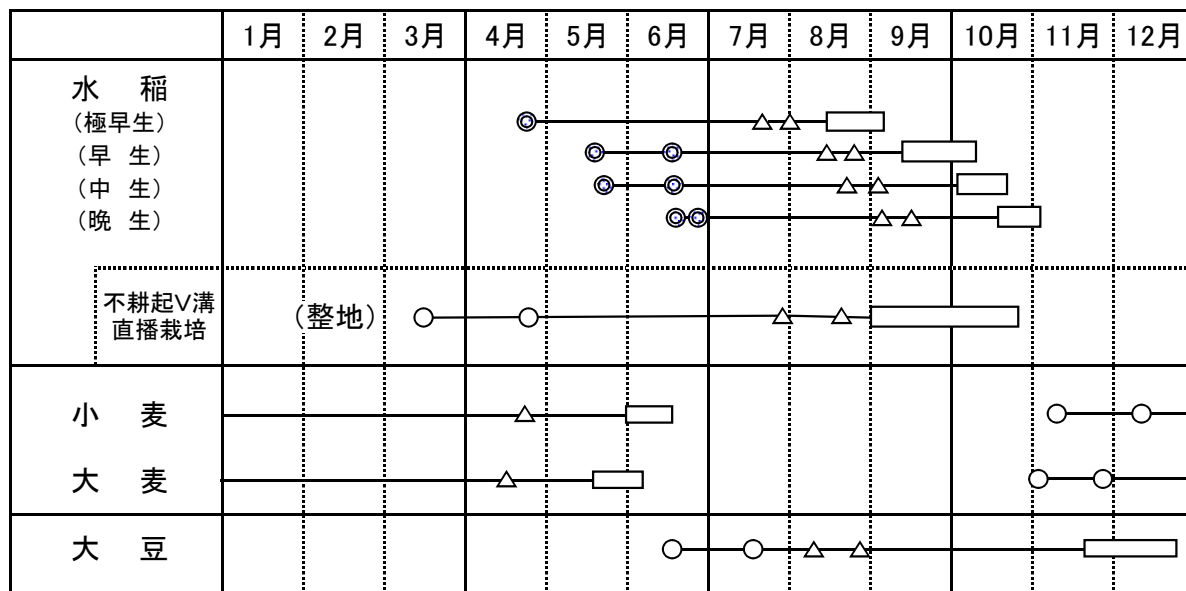 1月 2月 3月 4月 5月 6月 7月 8月 9月 10月 11月 12月
水 稲
(極早生)
(早 生)
(中 生)
(晩 生)
不耕起V溝
直播栽培
(整地)
小 麦
大 麦
大 豆